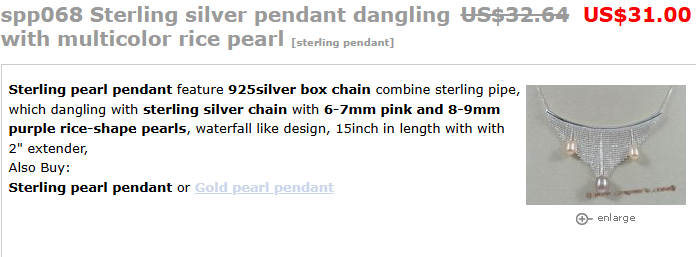 spp068 Sterling silver pendant dangling US$32.64 US$31.00
with multicolor rice pearl [sterling pendant]
Sterling pearl pendant feature 925silver box chain combine sterling pipe,
which dangling with sterling silver chain with 6-7mm pink and 8-9mm
purple rice-shape pearls, waterfall like design, 15inch in length with with
2" extender,
Also Buy:
Sterling pearl pendant or Gold pearl pendant
enlarge